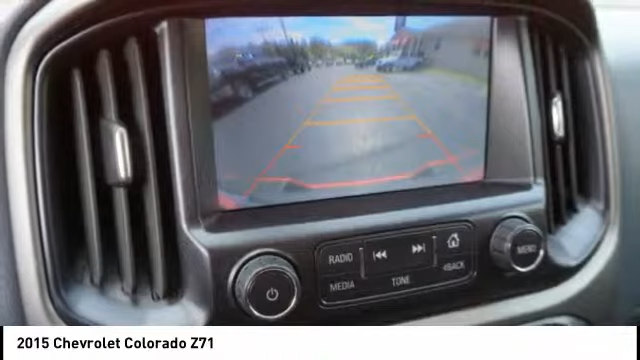 RADIO
MEDIA
TONE
BACK
MENU
2015 Chevrolet Colorado Z71